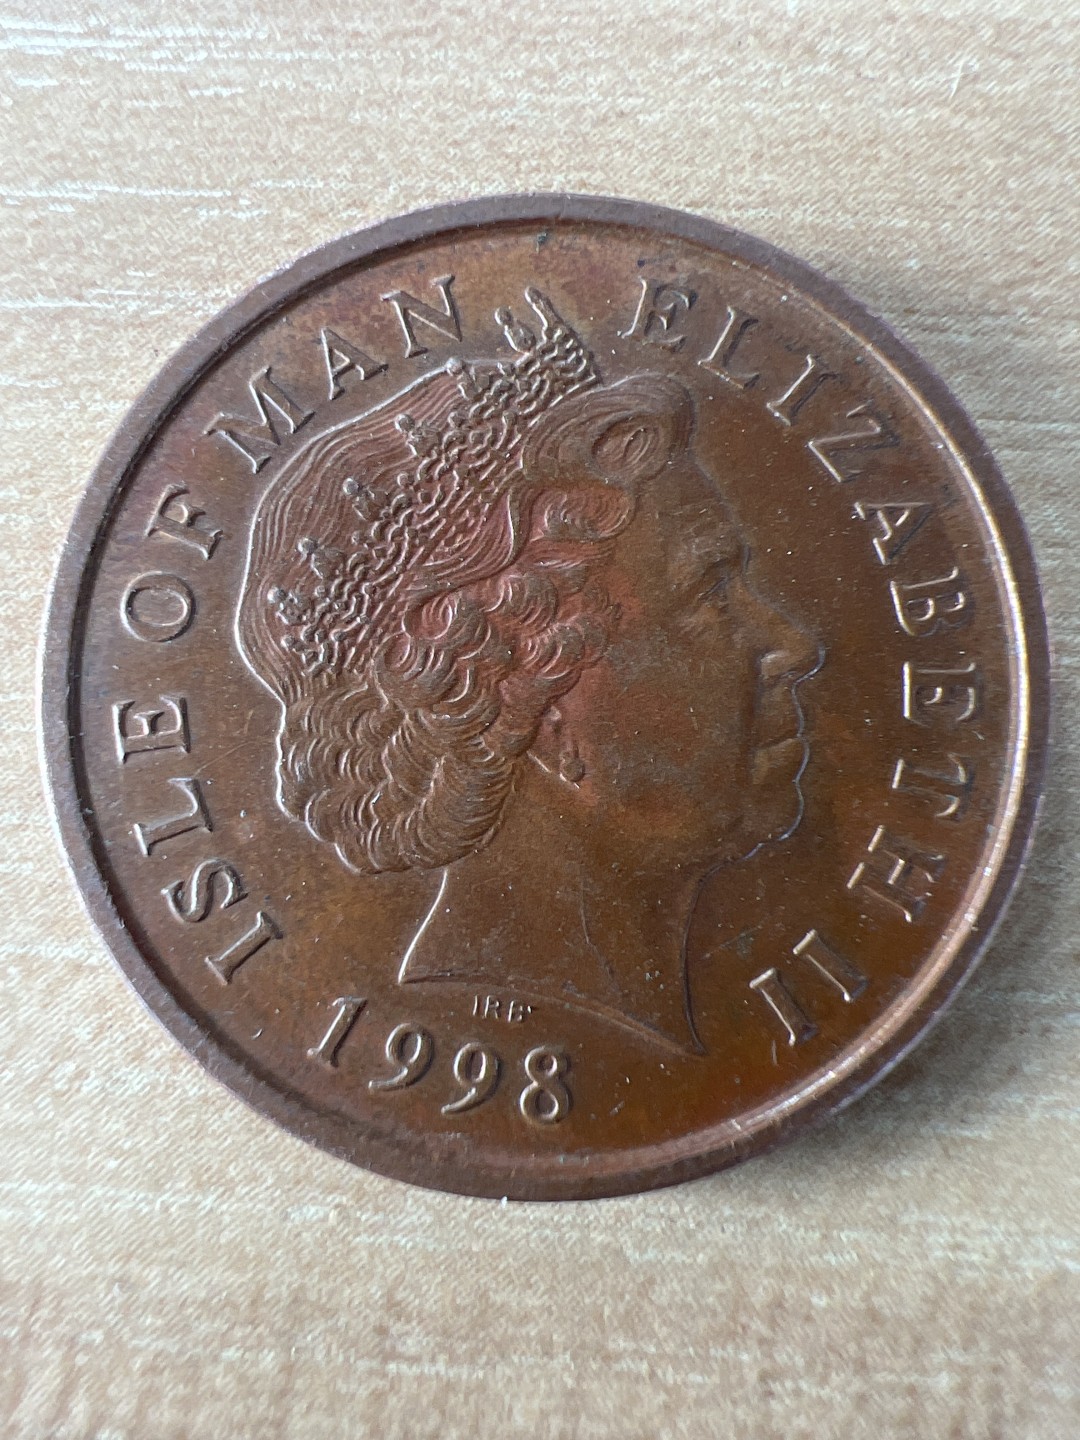 ISLE OF MAN ELIZABETH II
IRB
1998